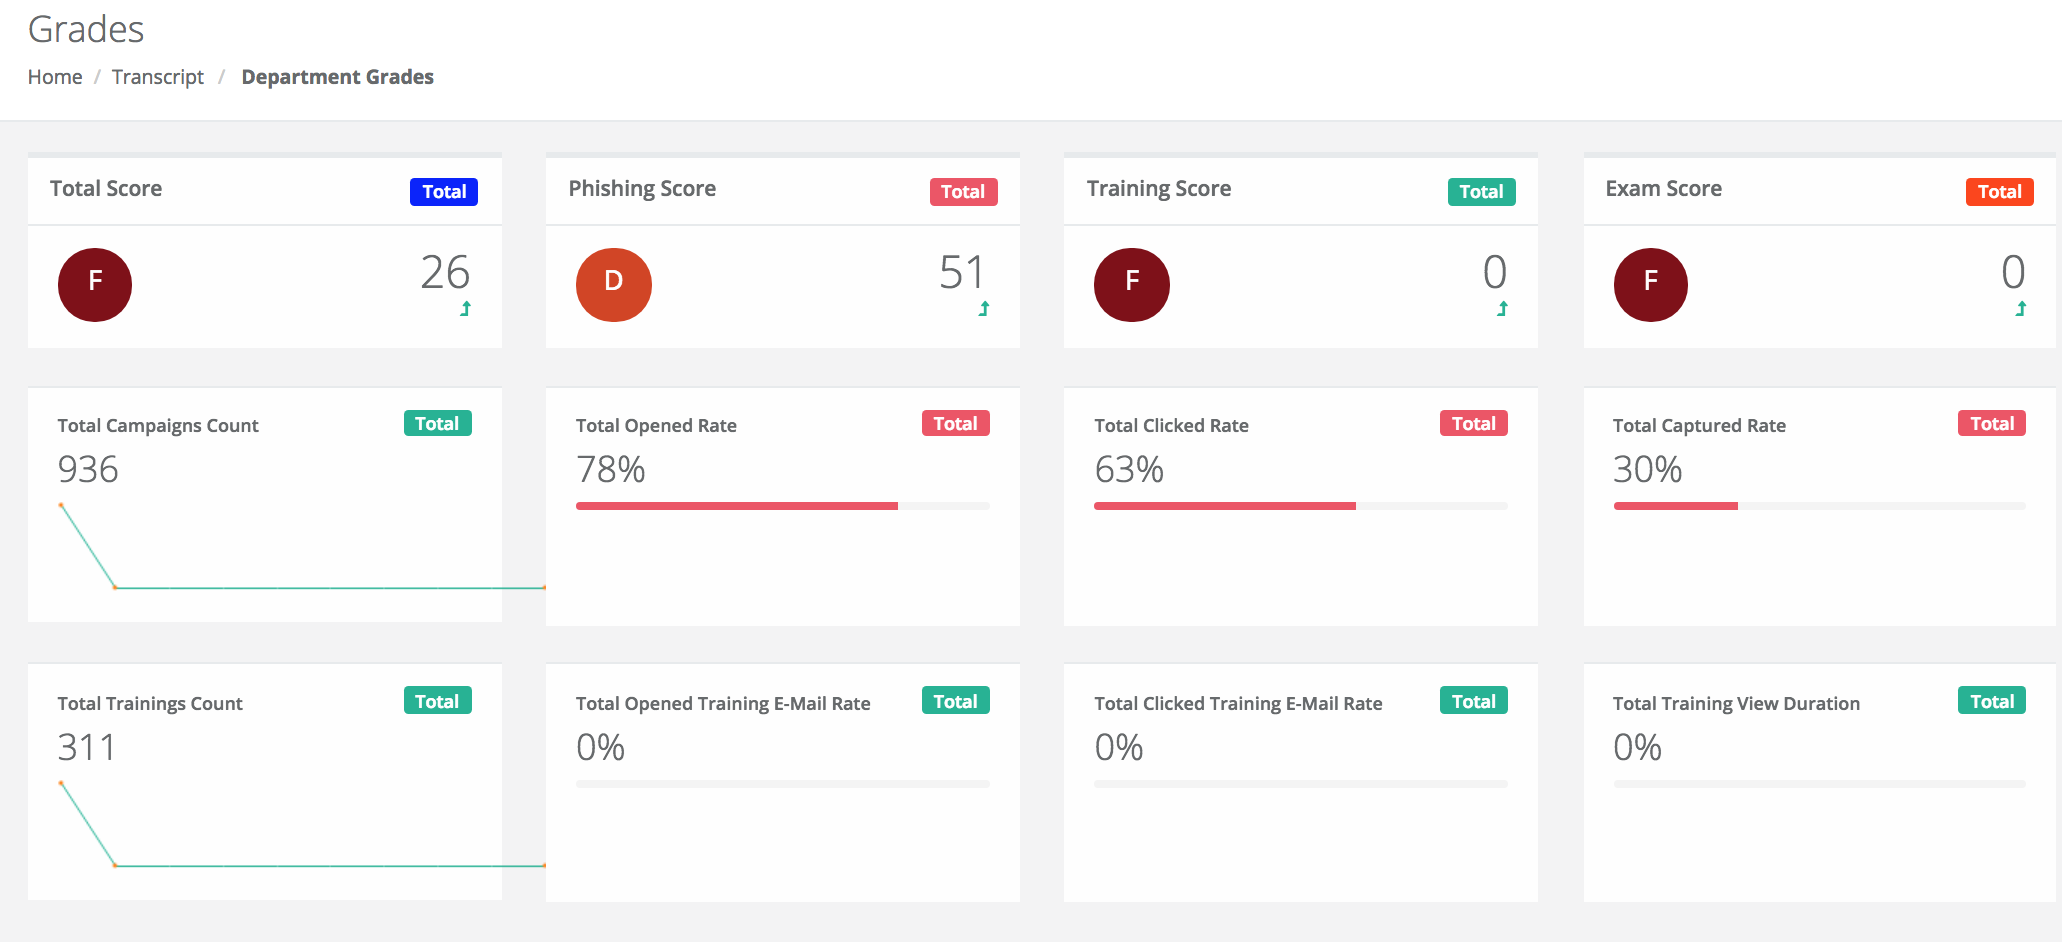 Grades
Home / Transcript / Department Grades
Total Score Total
F 26
Phishing Score Total
D 51
Training Score Total
F 0
Exam Score Total
F 0
Total Campaigns Count Total
936
Total Opened Rate Total
78%
Total Clicked Rate Total
63%
Total Captured Rate Total
30%
Total Trainings Count Total
311
Total Opened Training E-Mail Rate Total
0%
Total Clicked Training E-Mail Rate Total
0%
Total Training View Duration Total
0%